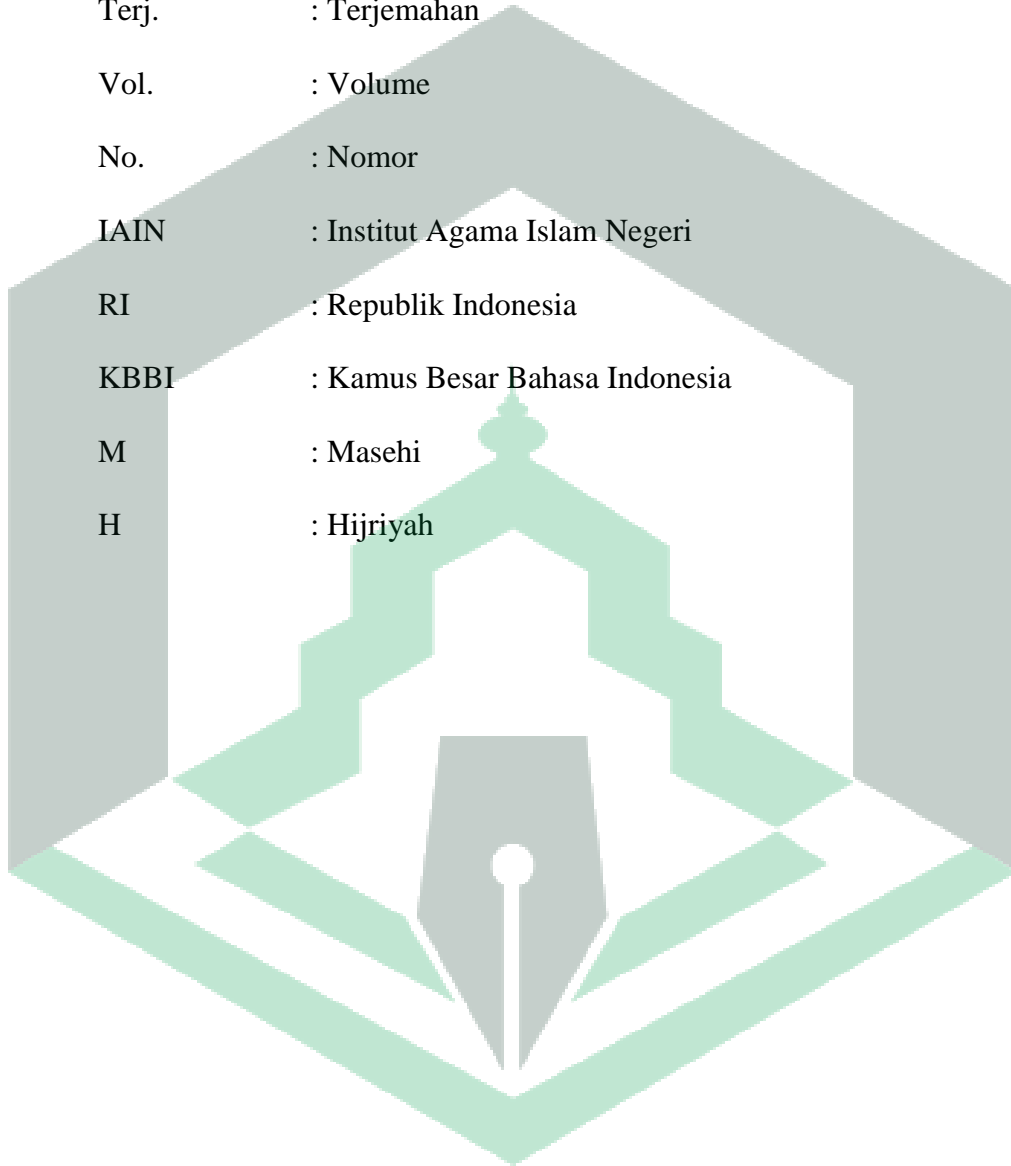 Terj. : Terjemahan
Vol. : Volume
No. : Nomor
IAIN : Institut Agama Islam Negeri
RI : Republik Indonesia
KBBI : Kamus Besar Bahasa Indonesia
M : Masehi
H : Hijriyah